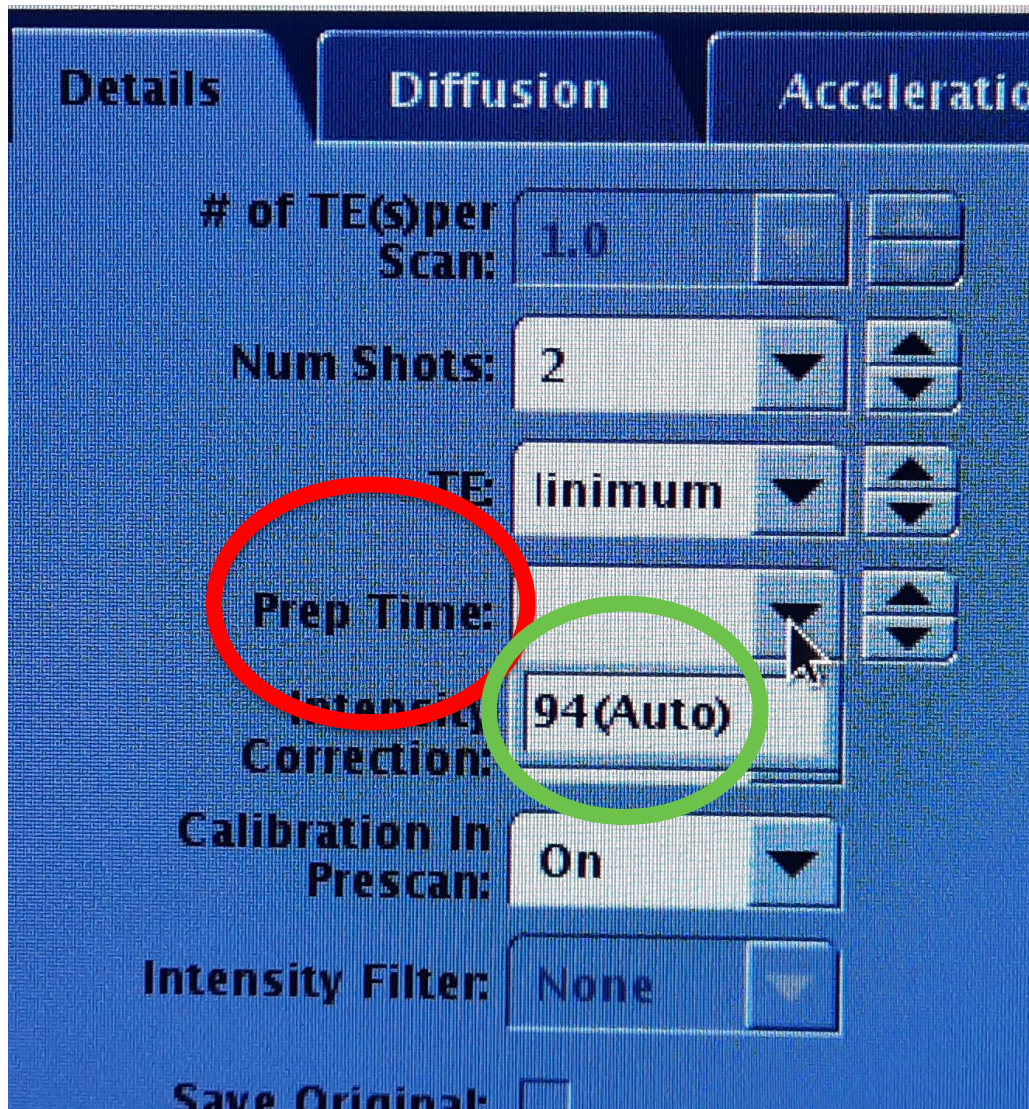 Details Diffusion Acceleratio
# of TE(s)per
Scan: 1.0
Num Shots: 2
TE: linimum
Prep Time:
Intensity 94(Auto)
Correction:
Calibration In
Prescan: On
Intensity Filter: None
Save Original: